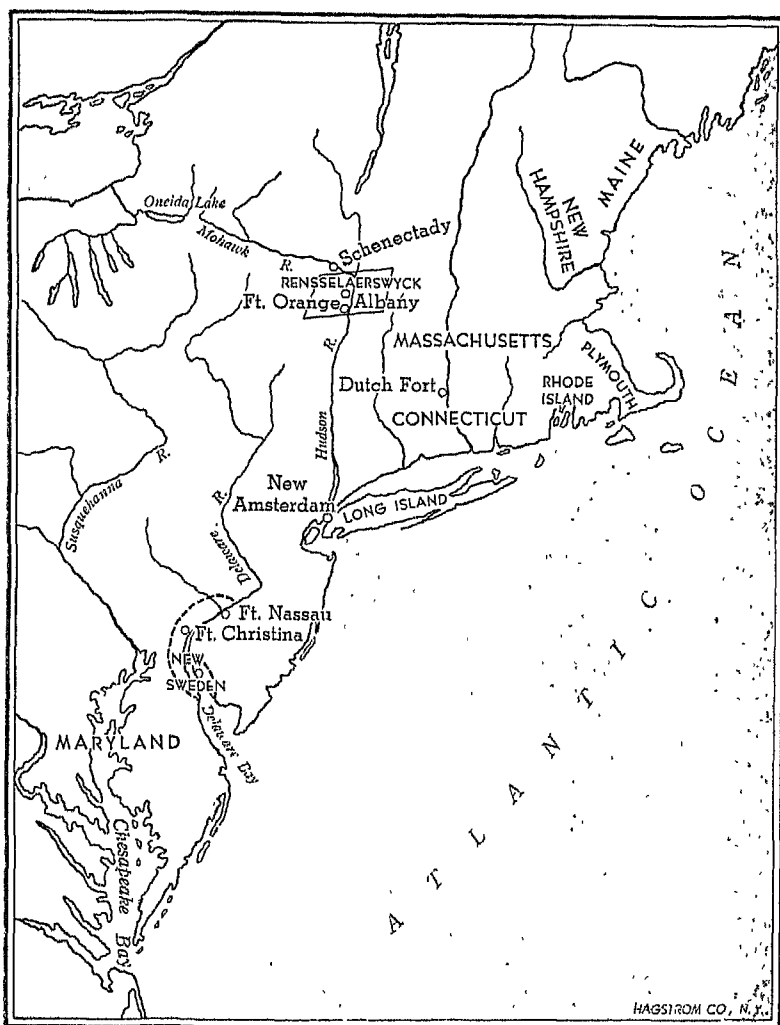 Oneida Lake
Mohawk
R.
Schenectady
RENSSELAERSWYCK
Ft. Orange
Albany
R.
Hudson
NEW
HAMPSHIRE
MAINE
MASSACHUSETTS
Dutch Fort
CONNECTICUT
RHODE
ISLAND
PLYMOUTH
New
Amsterdam
LONG ISLAND
Susquehanna
R.
Delaware
R.
Ft. Nassau
Ft. Christina
NEW
SWEDEN
Delaware Bay
MARYLAND
Chesapeake
Bay
ATLANTIC OCEAN
HAGSTROM CO., N.Y.